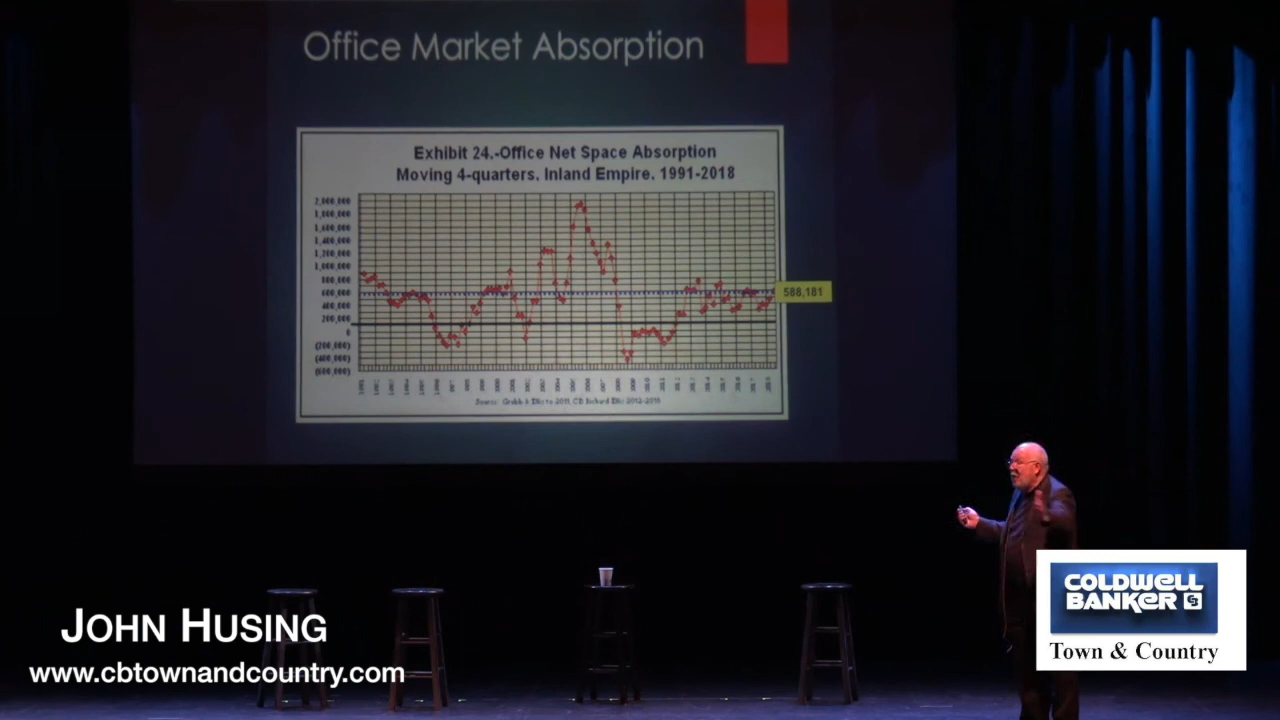 Office Market Absorption
Exhibit 24.-Office Net Space Absorption
Moving 4-quarters, Inland Empire, 1991-2018
2,000,000
1,800,000
1,600,000
1,400,000
1,200,000
1,000,000
800,000
600,000
588,181
400,000
200,000
0
(200,000)
(400,000)
(600,000)
JOHN HUSING
www.cbtownandcountry.com
COLDWELL
BANKER
Town & Country